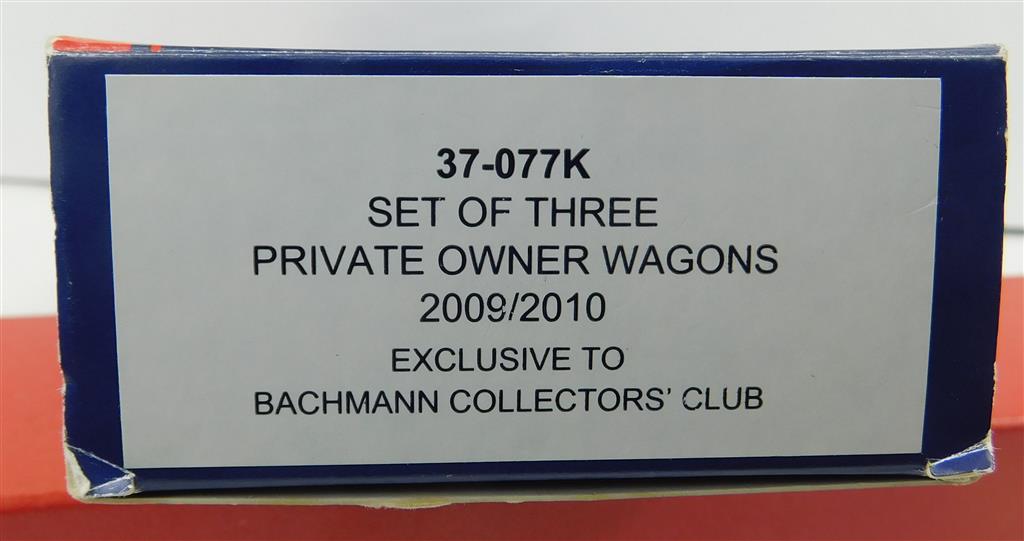 37-077K
SET OF THREE
PRIVATE OWNER WAGONS
2009/2010
EXCLUSIVE TO
BACHMANN COLLECTORS' CLUB